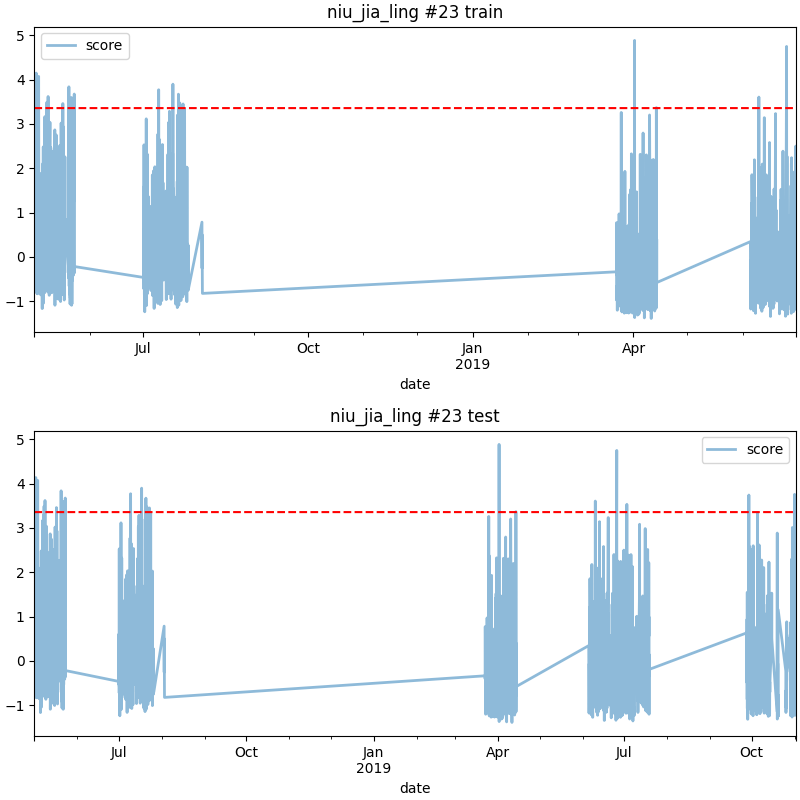 niu_jia_ling #23 train
score
5
4
3
2
1
0
−1
Jul
Oct
Jan
2019
Apr
date
niu_jia_ling #23 test
score
5
4
3
2
1
0
−1
Jul
Oct
Jan
2019
Apr
Jul
Oct
date